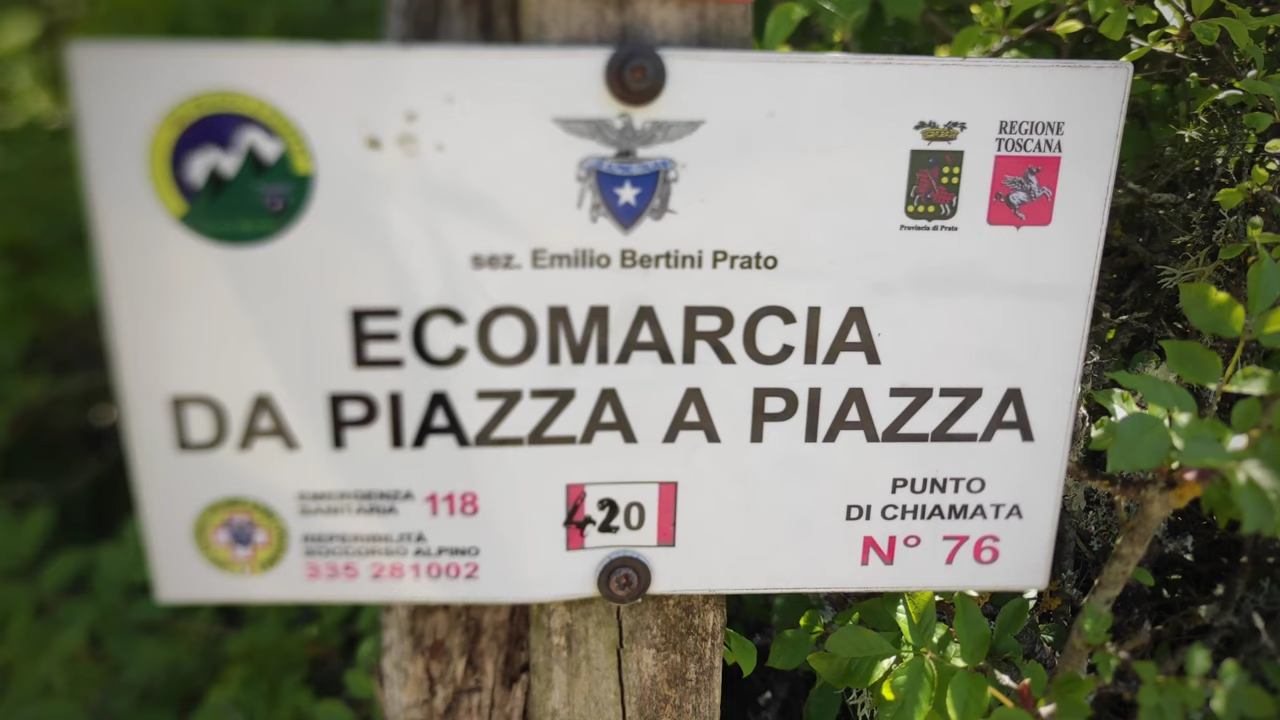 REGIONE
TOSCANA
Provincia di Prato
sez. Emilio Bertini Prato
ECOMARCIA
DA PIAZZA A PIAZZA
EMERGENZA
SANITARIA 118
REPERIBILITÀ
SOCCORSO ALPINO
335 281002
420
PUNTO
DI CHIAMATA
N° 76